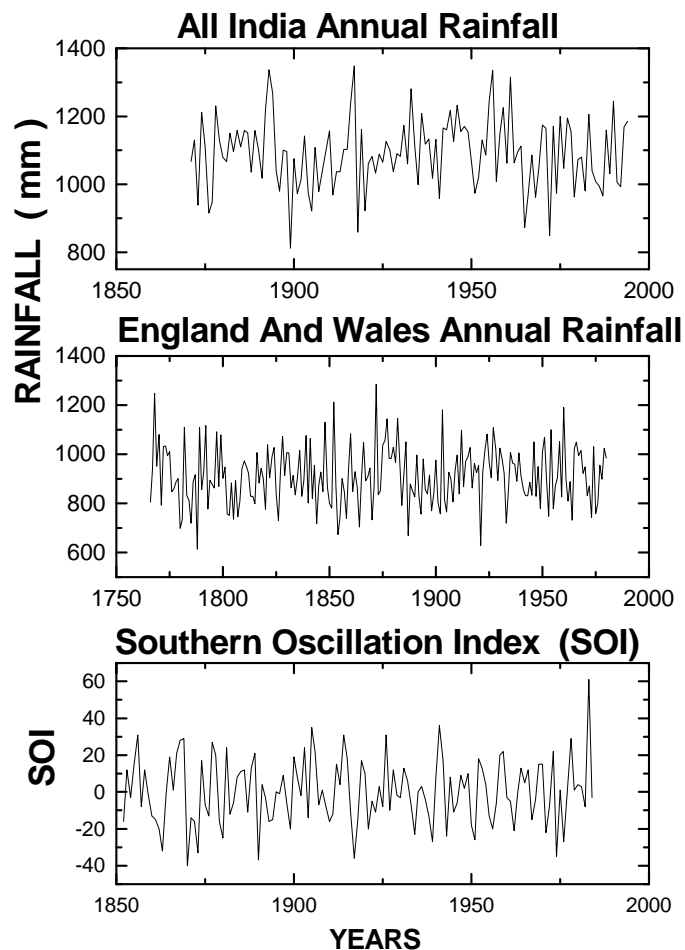 All India Annual Rainfall
1400
1200
1000
800
1850 1900 1950 2000
RAINFALL ( mm )
England And Wales Annual Rainfall
1400
1200
1000
800
600
1750 1800 1850 1900 1950 2000
Southern Oscillation Index (SOI)
60
40
20
0
-20
-40
SOI
1850 1900 1950 2000
YEARS